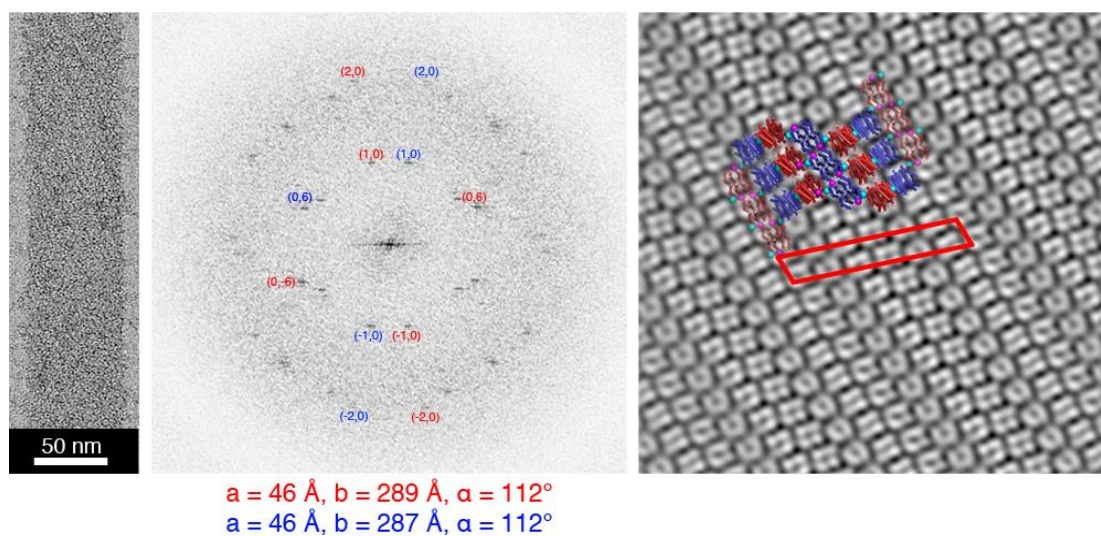 (2,0) (2,0)
(1,0) (1,0)
(0,6) (0,6)
(0,-6)
(-1,0) (-1,0)
(-2,0) (-2,0)
50 nm
a = 46 Å, b = 289 Å, α = 112°
a = 46 Å, b = 287 Å, α = 112°